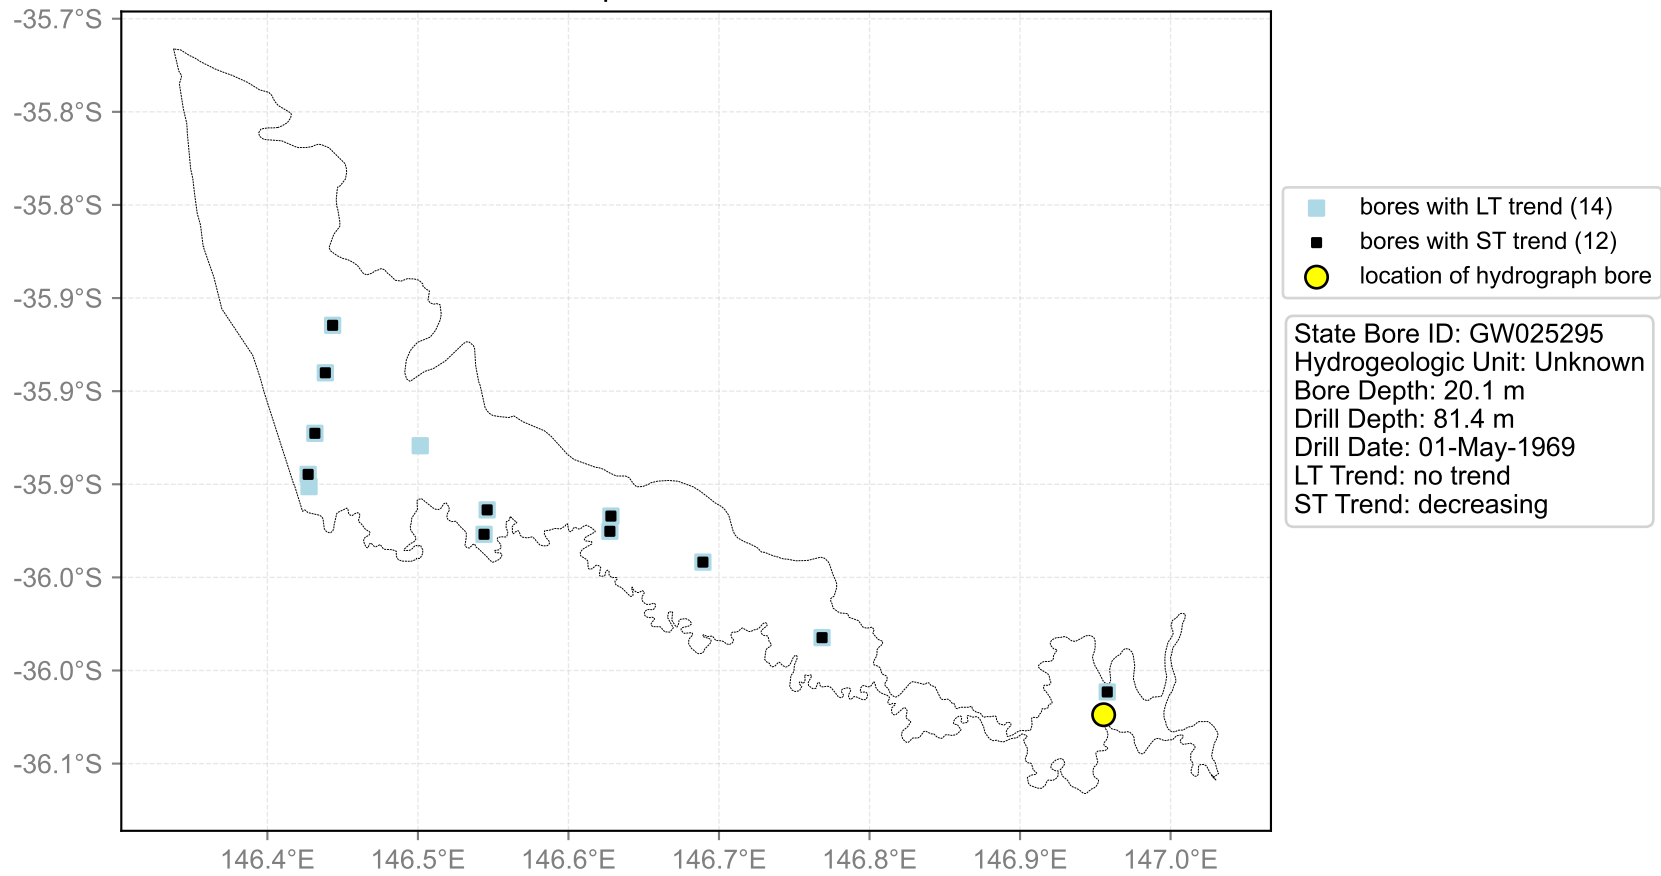 -35.7°S
-35.8°S
-35.8°S
-35.9°S
-35.9°S
-35.9°S
-36.0°S
-36.0°S
-36.1°S
146.4°E 146.5°E 146.6°E 146.7°E 146.8°E 146.9°E 147.0°E
bores with LT trend (14)
bores with ST trend (12)
location of hydrograph bore
State Bore ID: GW025295
Hydrogeologic Unit: Unknown
Bore Depth: 20.1 m
Drill Depth: 81.4 m
Drill Date: 01-May-1969
LT Trend: no trend
ST Trend: decreasing